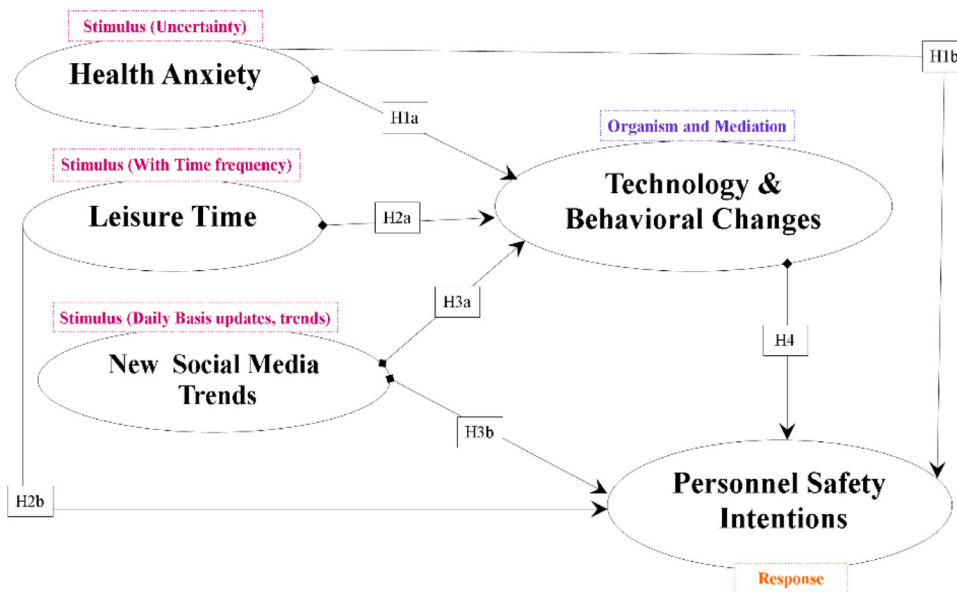 Stimulus (Uncertainty)
Health Anxiety
H1b
H1a
Organism and Mediation
Stimulus (With Time frequency)
Technology &
Behavioral Changes
Leisure Time
H2a
H3a
Stimulus (Daily Basis updates, trends)
New Social Media
Trends
H4
H3b
Personnel Safety
Intentions
H2b
Response